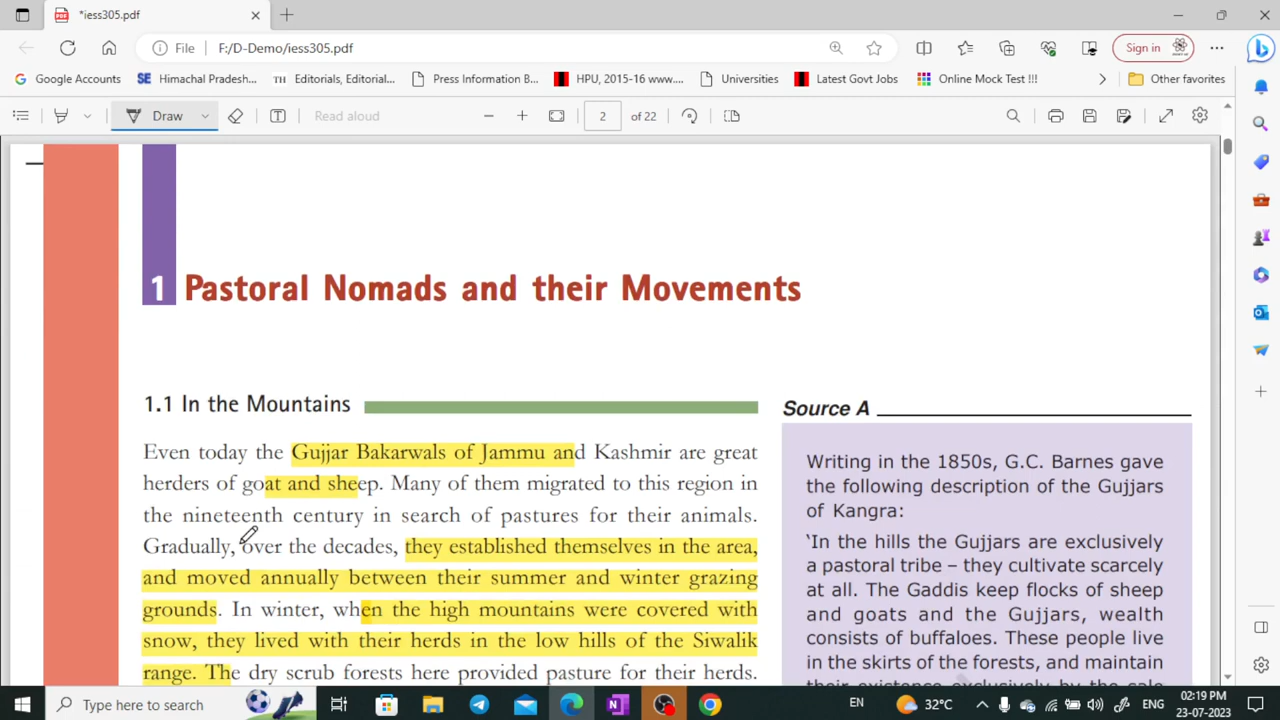 *iess305.pdf
File F:/D-Demo/iess305.pdf
Sign in
Google Accounts SE Himachal Pradesh... TH Editorials, Editorial... Press Information B... HPU, 2015-16 www.... Universities Latest Govt Jobs Online Mock Test !!! Other favorites
Draw Read aloud 2 of 22
1 Pastoral Nomads and their Movements
1.1 In the Mountains
Even today the Gujjar Bakarwals of Jammu and Kashmir are great
herders of goat and sheep. Many of them migrated to this region in
the nineteenth century in search of pastures for their animals.
Gradually, over the decades, they established themselves in the area,
and moved annually between their summer and winter grazing
grounds. In winter, when the high mountains were covered with
snow, they lived with their herds in the low hills of the Siwalik
range. The dry scrub forests here provided pasture for their herds.
Source A
Writing in the 1850s, G.C. Barnes gave
the following description of the Gujjars
of Kangra:
‘In the hills the Gujjars are exclusively
a pastoral tribe – they cultivate scarcely
at all. The Gaddis keep flocks of sheep
and goats and the Gujjars, wealth
consists of buffaloes. These people live
in the skirts of the forests, and maintain
their existence exclusively by the sale
Type here to search
EN 32°C ENG 02:19 PM
23-07-2023